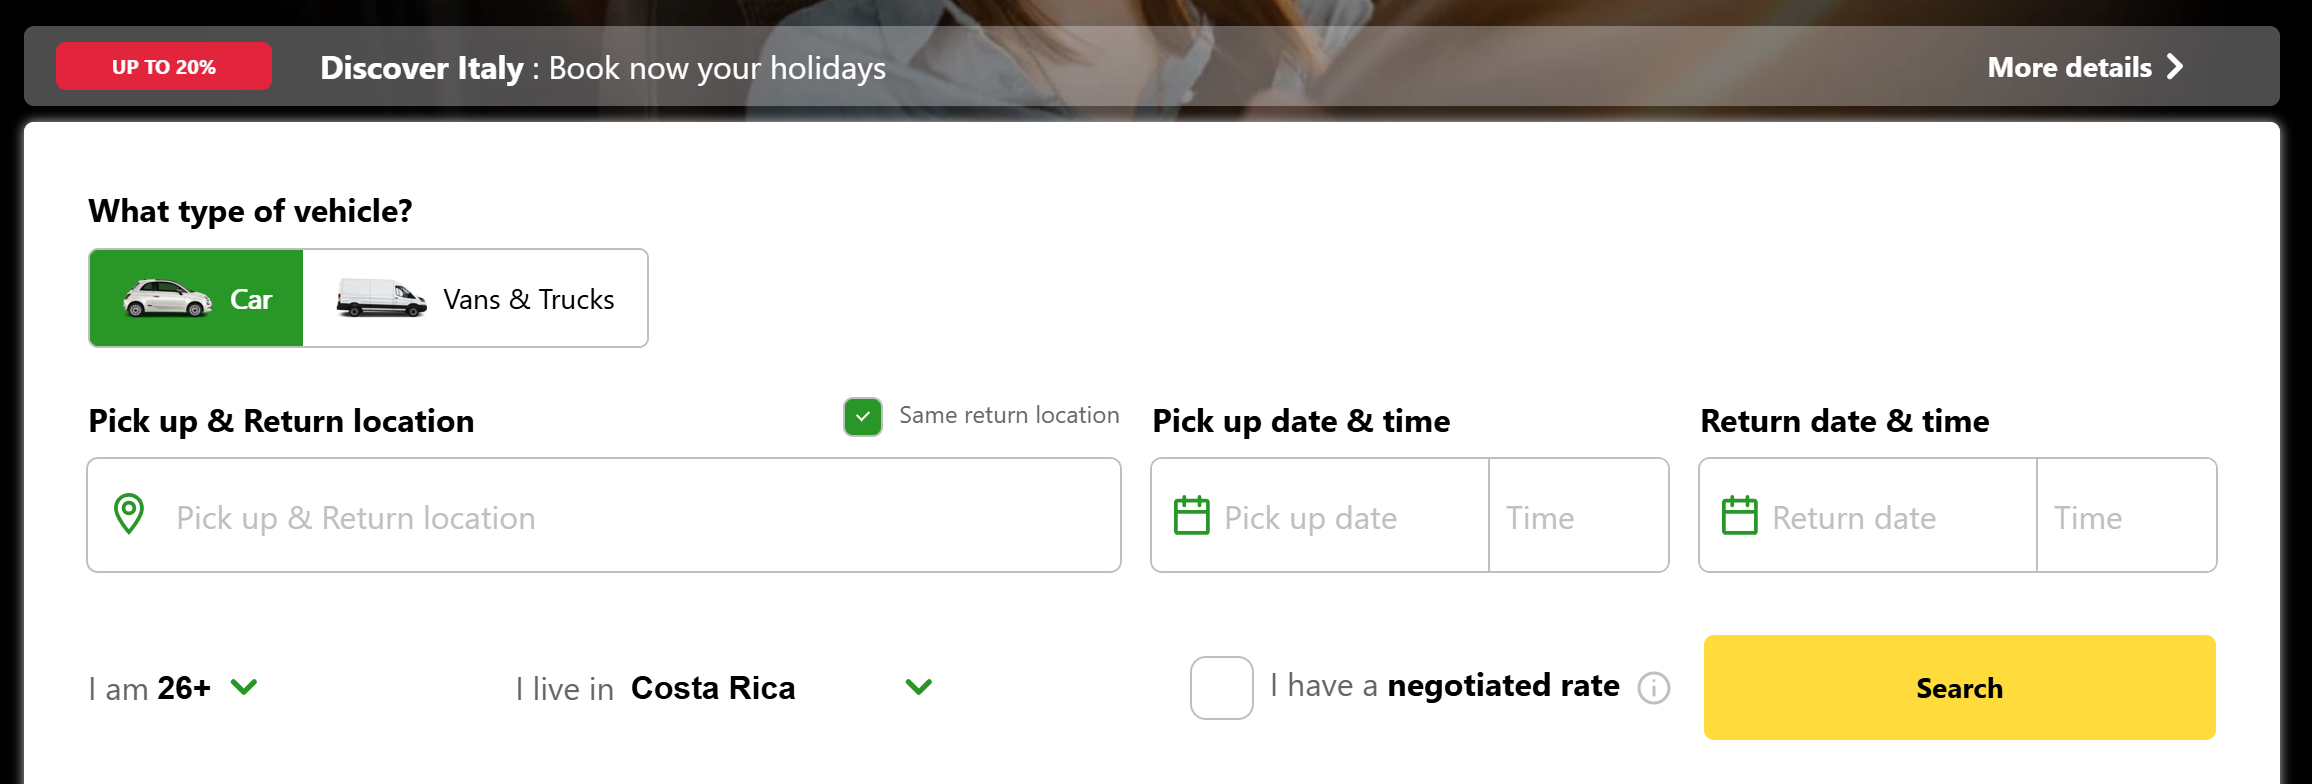 UP TO 20%
Discover Italy : Book now your holidays
More details
What type of vehicle?
Car
Vans & Trucks
Pick up & Return location
Same return location
Pick up & Return location
Pick up date & time
Pick up date
Time
Return date & time
Return date
Time
I am 26+
I live in Costa Rica
I have a negotiated rate
Search